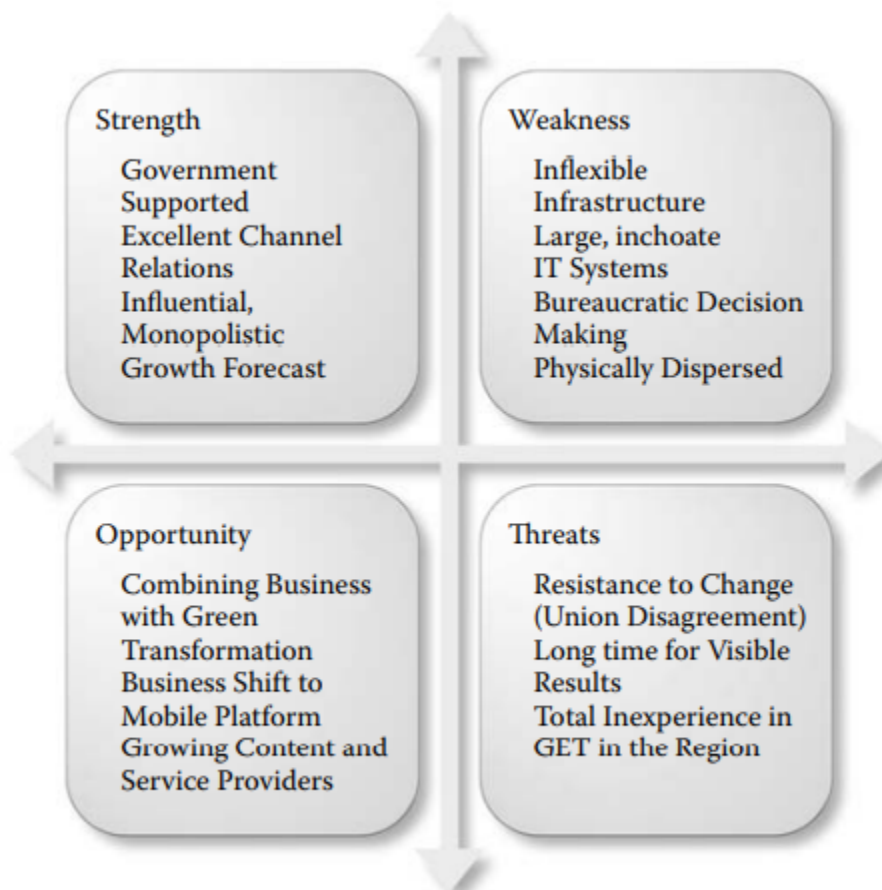 Strength
Government
Supported
Excellent Channel
Relations
Influential,
Monopolistic
Growth Forecast
Weakness
Inflexible
Infrastructure
Large, inchoate
IT Systems
Bureaucratic Decision
Making
Physically Dispersed
Opportunity
Combining Business
with Green
Transformation
Business Shift to
Mobile Platform
Growing Content and
Service Providers
Threats
Resistance to Change
(Union Disagreement)
Long time for Visible
Results
Total Inexperience in
GET in the Region